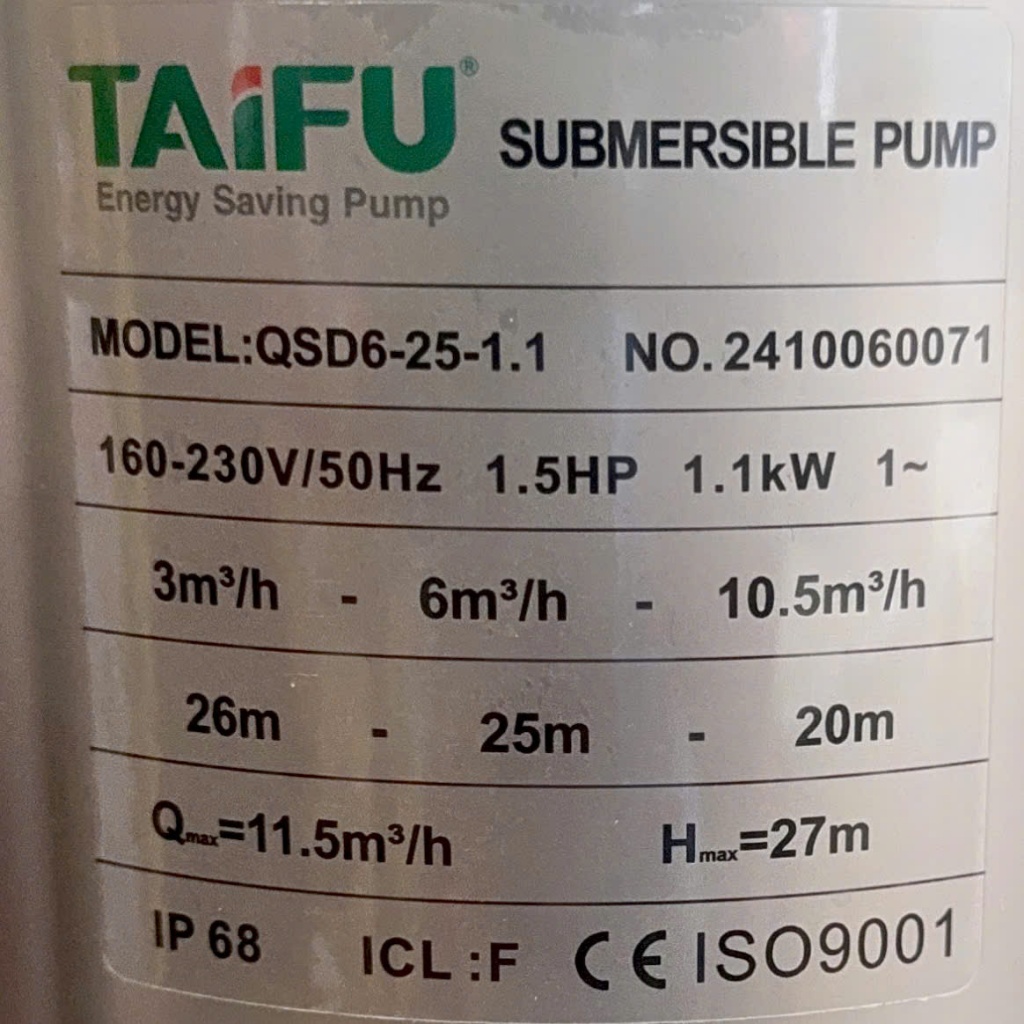 TAiFU® SUBMERSIBLE PUMP
Energy Saving Pump
MODEL:QSD6-25-1.1 NO. 2410060071
160-230V/50Hz 1.5HP 1.1kW 1~
3m³/h - 6m³/h - 10.5m³/h
26m - 25m - 20m
Qmax=11.5m³/h Hmax=27m
IP 68 ICL :F CE ISO9001